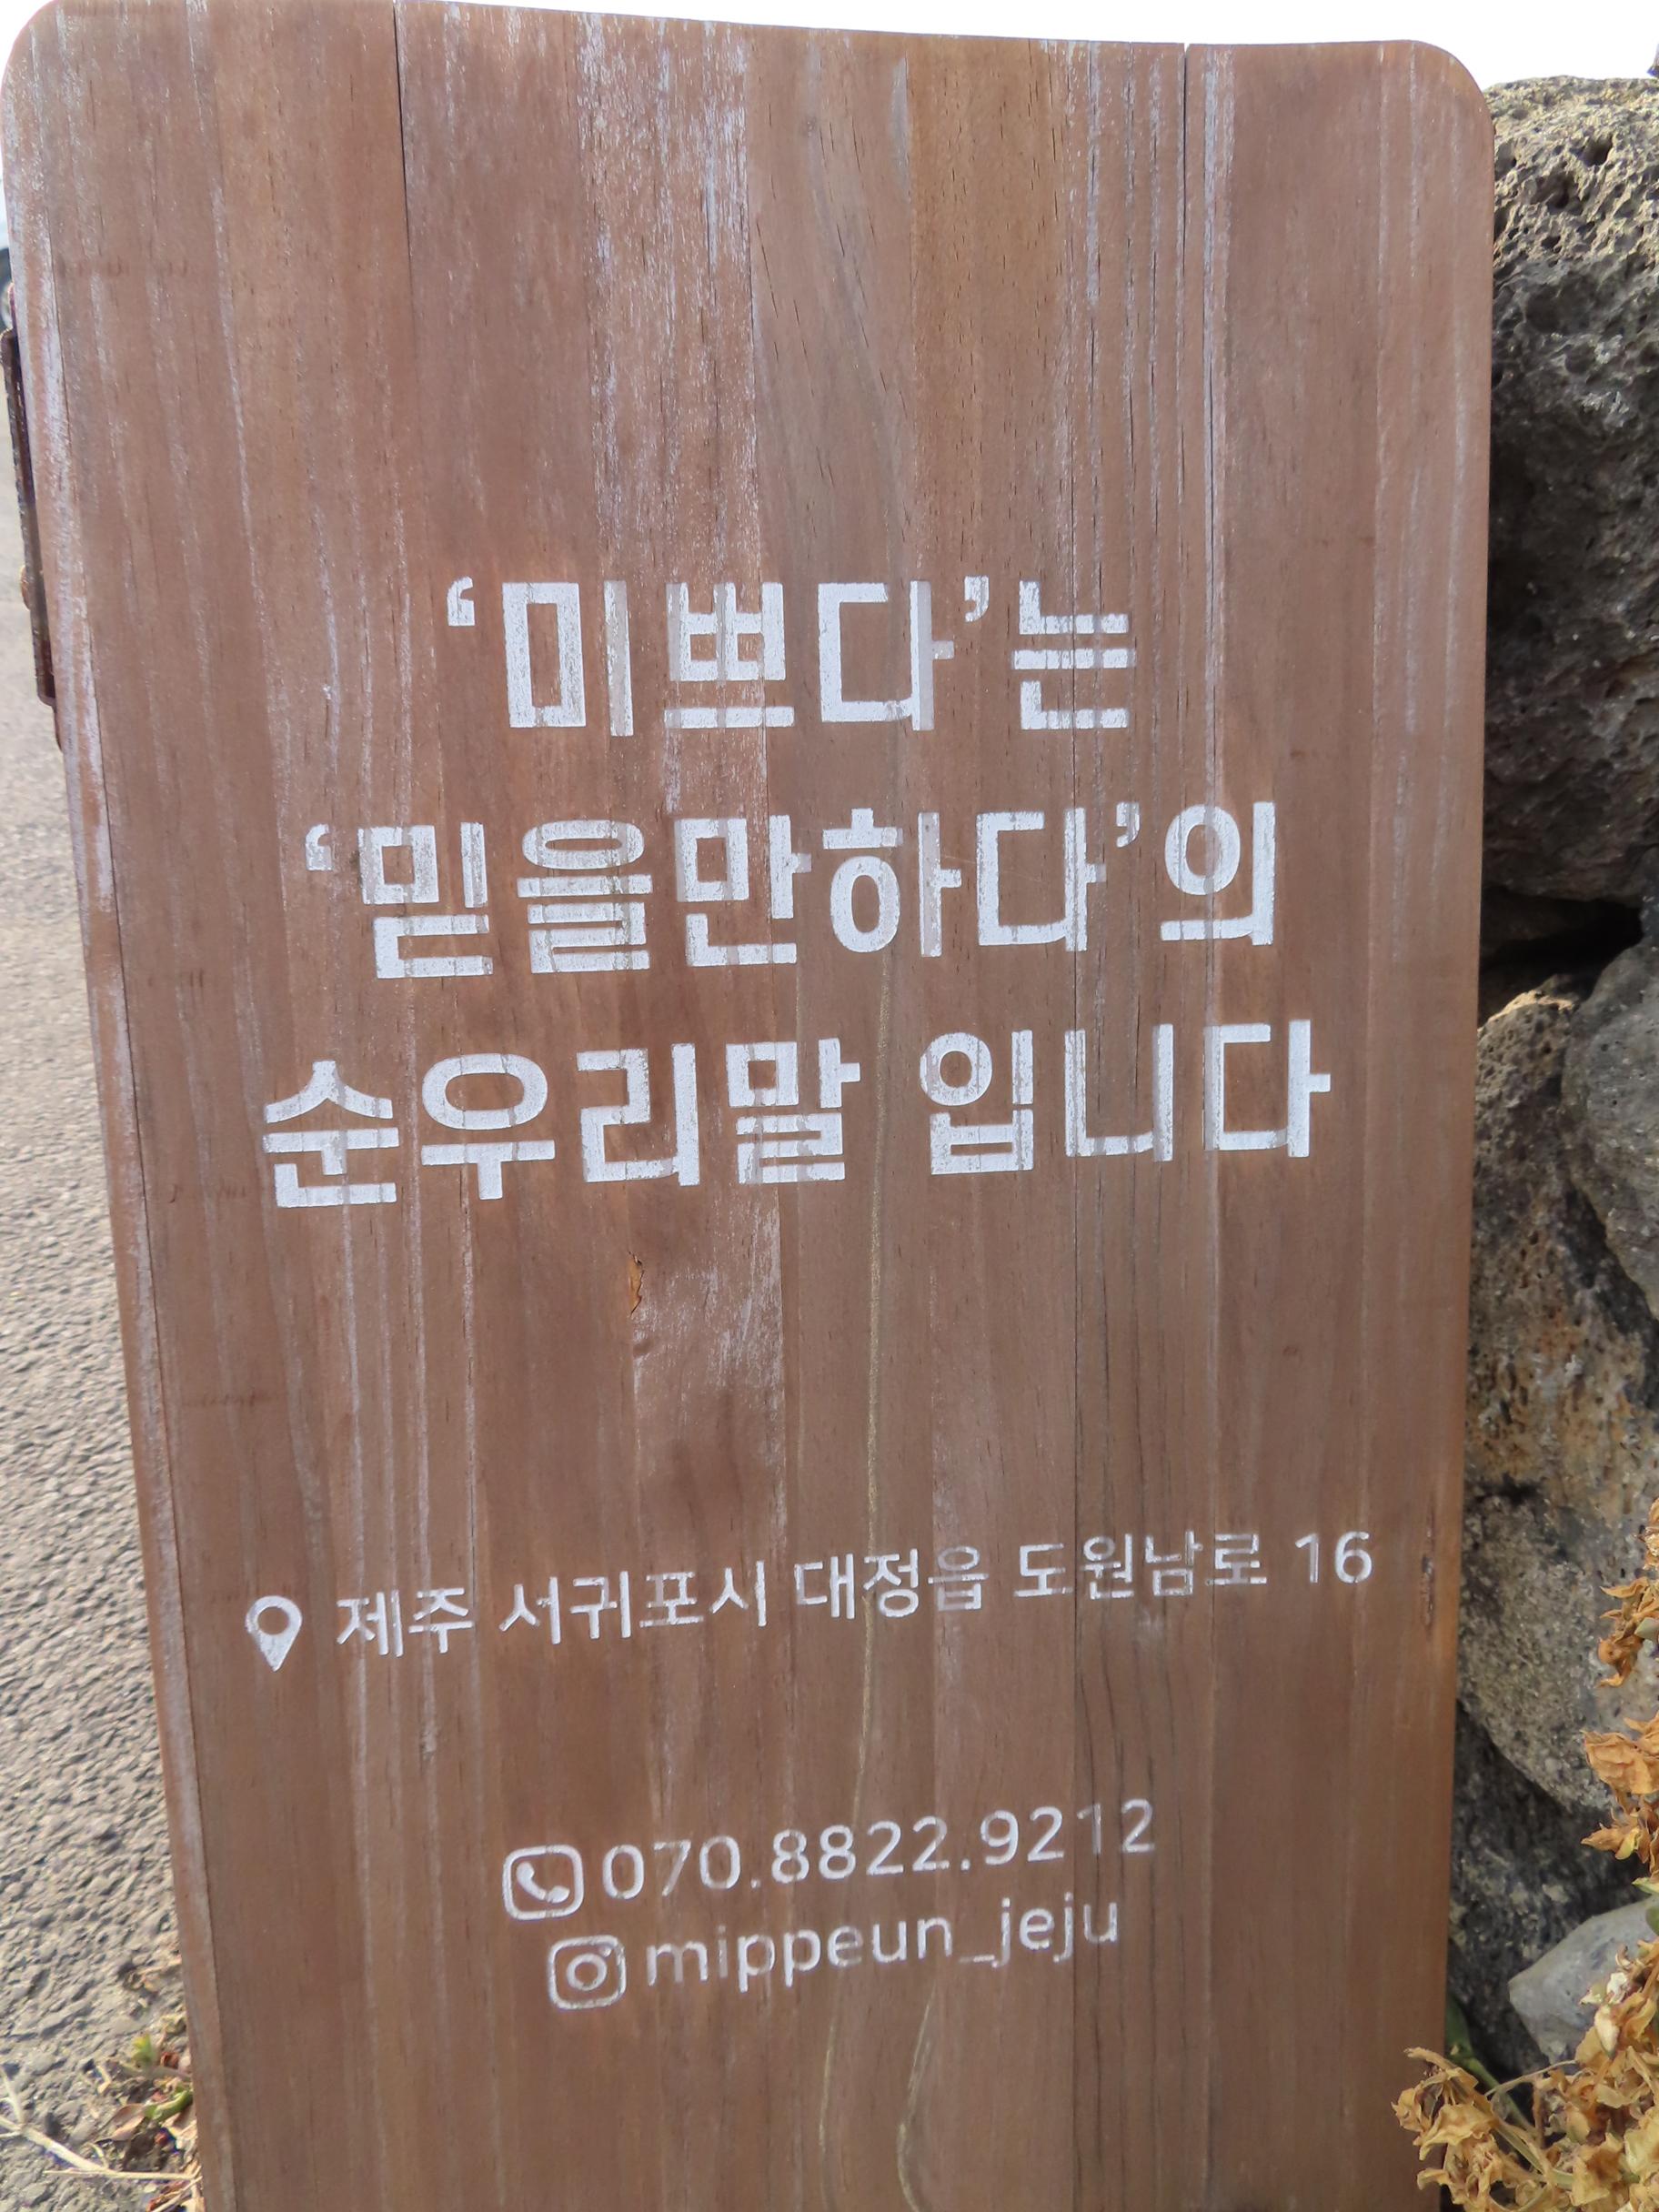 ‘미쁘다’는
‘믿을만하다’의
순우리말 입니다
제주 서귀포시 대정읍 도원남로 16
070.8822.9212
mippeun_jeju